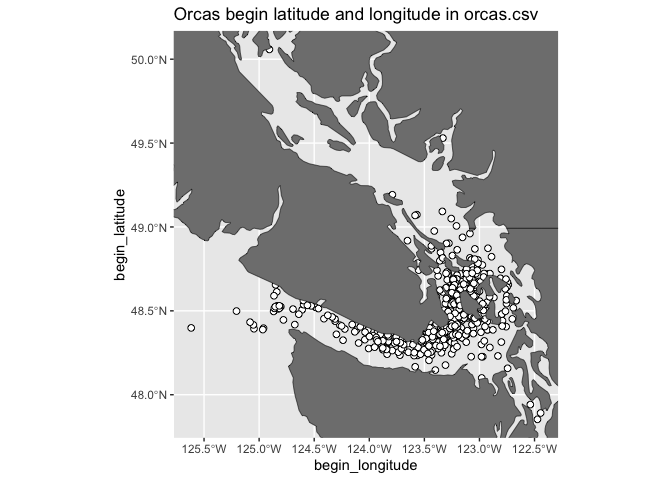 Orcas begin latitude and longitude in orcas.csv
50.0°N
49.5°N
49.0°N
48.5°N
48.0°N
begin_latitude
125.5°W 125.0°W 124.5°W 124.0°W 123.5°W 123.0°W 122.5°W
begin_longitude